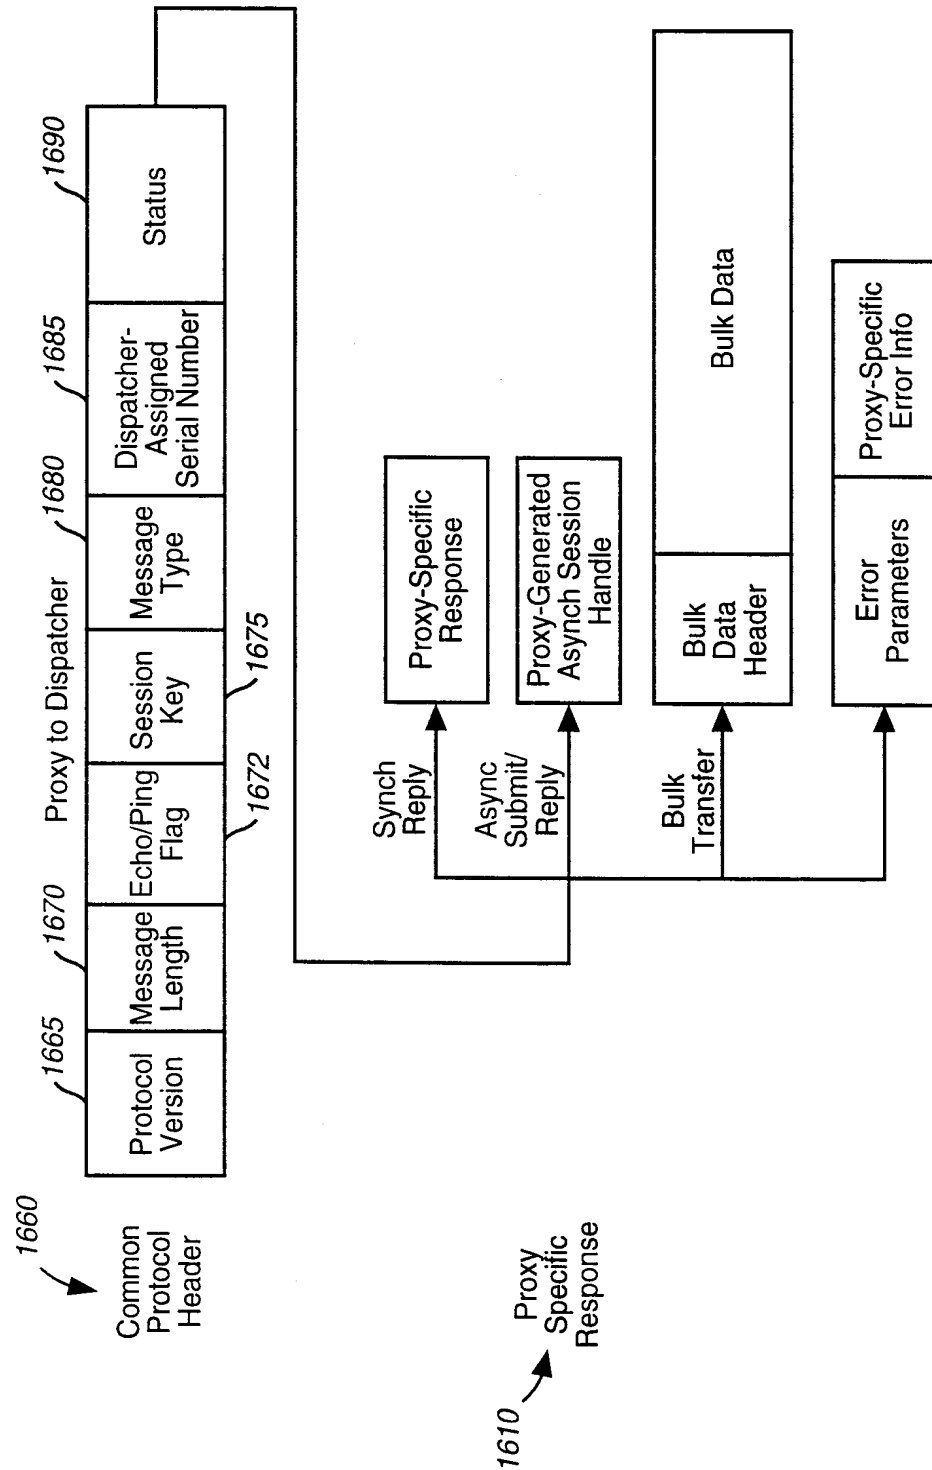 Proxy to Dispatcher
1660
Common
Protocol
Header
1665
1670
1680
1685
1690
Protocol
Version
Message
Length
Echo/Ping
Flag
Session
Key
Message
Type
Dispatcher-
Assigned
Serial Number
Status
1672
1675
1610
Proxy
Specific
Response
Synch
Reply
Proxy-Specific
Response
Async
Submit/
Reply
Proxy-Generated
Asynch Session
Handle
Bulk
Transfer
Bulk
Data
Header
Bulk Data
Error
Parameters
Proxy-Specific
Error Info